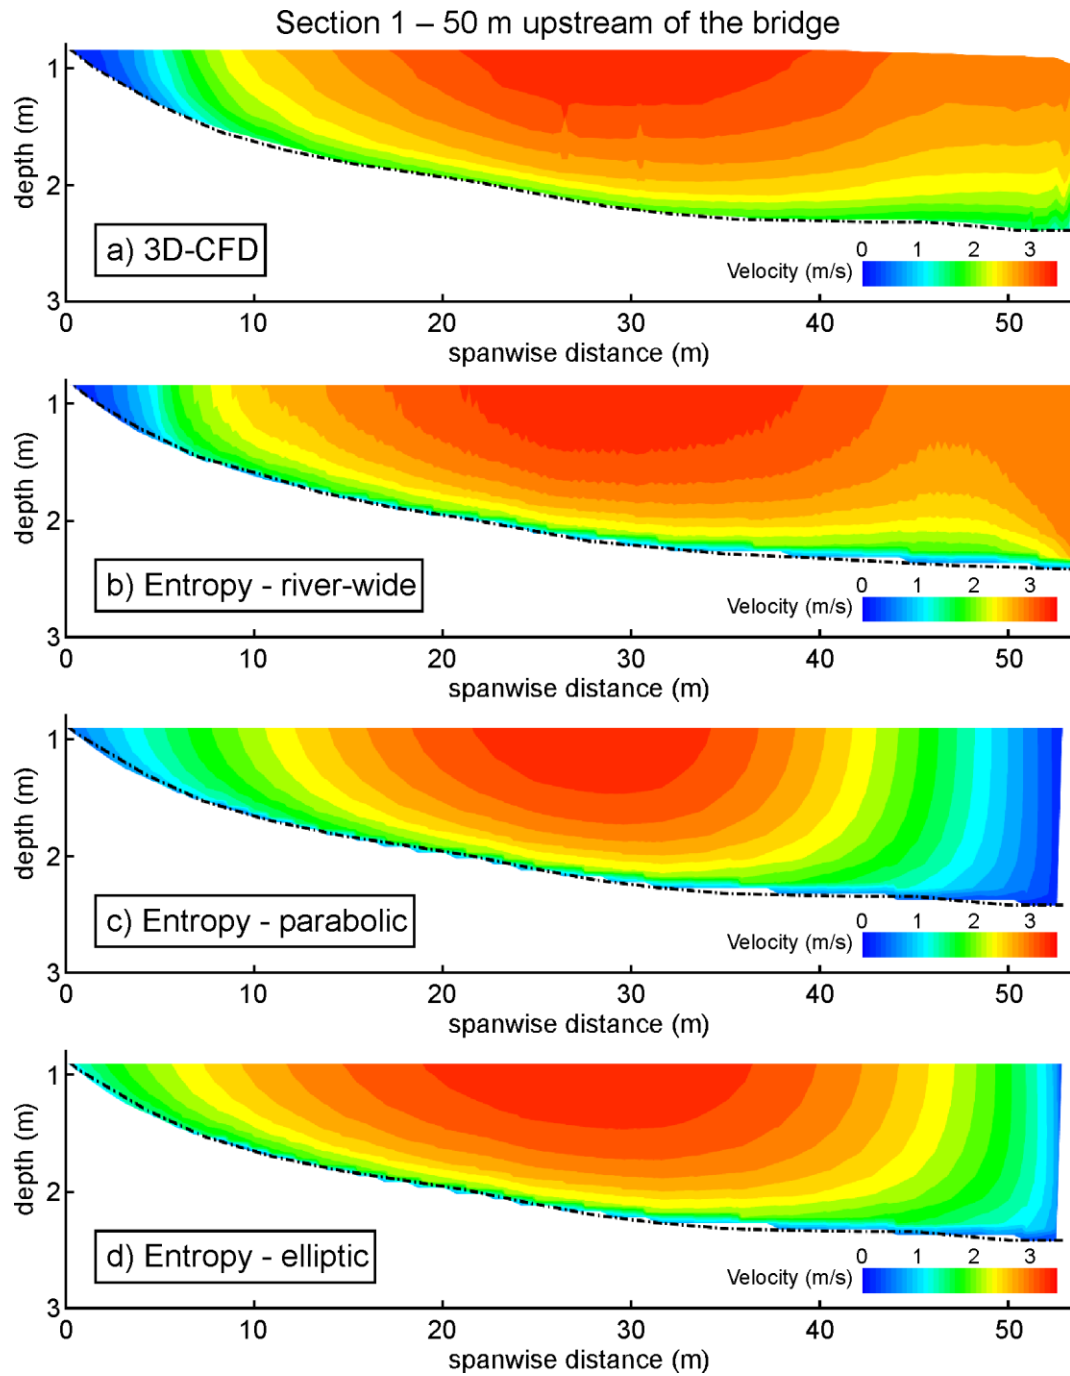 Section 1 – 50 m upstream of the bridge
depth (m)
1
2
3
a) 3D-CFD
Velocity (m/s)
0 1 2 3
0 10 20 30 40 50
spanwise distance (m)
depth (m)
1
2
3
b) Entropy - river-wide
Velocity (m/s)
0 1 2 3
0 10 20 30 40 50
spanwise distance (m)
depth (m)
1
2
3
c) Entropy - parabolic
Velocity (m/s)
0 1 2 3
0 10 20 30 40 50
spanwise distance (m)
depth (m)
1
2
3
d) Entropy - elliptic
Velocity (m/s)
0 1 2 3
0 10 20 30 40 50
spanwise distance (m)